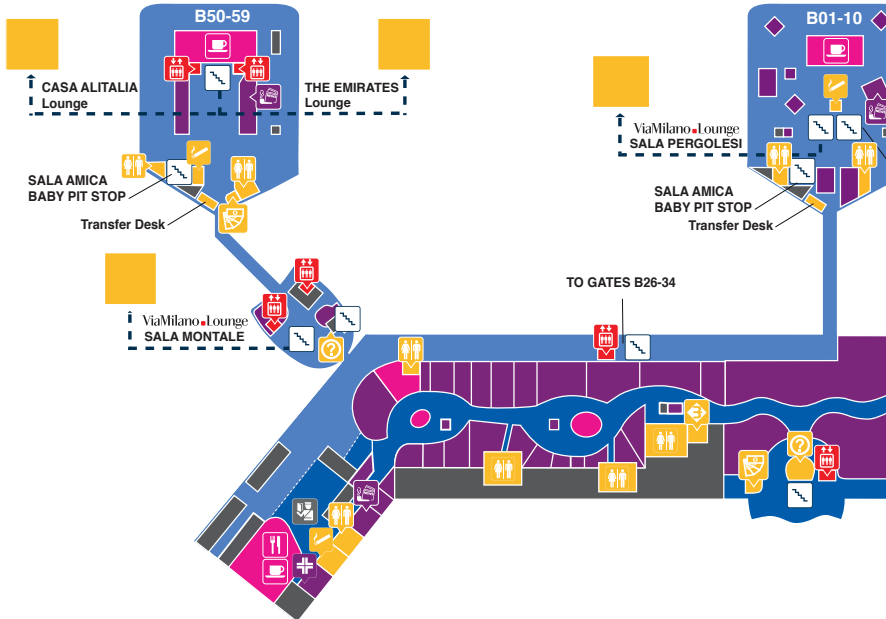 B50-59
B01-10
CASA ALITALIA
Lounge
THE EMIRATES
Lounge
ViaMilano Lounge
SALA PERGOLESI
SALA AMICA
BABY PIT STOP
Transfer Desk
SALA AMICA
BABY PIT STOP
Transfer Desk
TO GATES B26-34
ViaMilano Lounge
SALA MONTALE
?
3
?